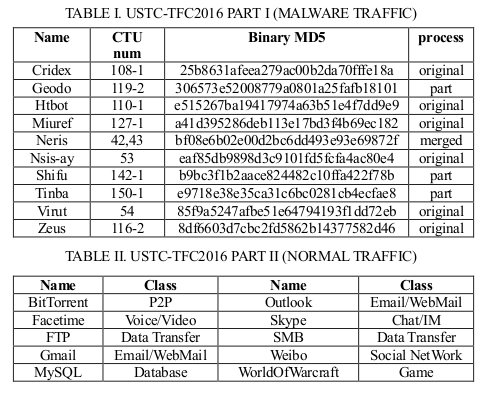 TABLE I. USTC-TFC2016 PART I (MALWARE TRAFFIC)
Name CTU num Binary MD5 process
Cridex 108-1 25b8631afeea279ac00b2da70fffe18a original
Geodo 119-2 306573e52008779a0801a25fafb18101 part
Htbot 110-1 e515267ba19417974a63b51e4f7dd9e9 original
Miuref 127-1 a41d395286deb113e17bd3f4b69ec182 original
Neris 42,43 bf08e6b02e00d2bc6dd493e93e69872f merged
Nsis-ay 53 eaf85db9898d3c9101fd5fcfa4ac80e4 original
Shifu 142-1 b9bc3f1b2aace824482c10ffa422f78b part
Tinba 150-1 e9718e38e35ca31c6bc0281cb4ecfae8 part
Virut 54 85f9a5247afbe51e64794193f1dd72eb original
Zeus 116-2 8df6603d7cbc2fd5862b14377582d46 original
TABLE II. USTC-TFC2016 PART II (NORMAL TRAFFIC)
Name Class Name Class
BitTorrent P2P Outlook Email/WebMail
Facetime Voice/Video Skype Chat/IM
FTP Data Transfer SMB Data Transfer
Gmail Email/WebMail Weibo Social NetWork
MySQL Database WorldOfWarcraft Game